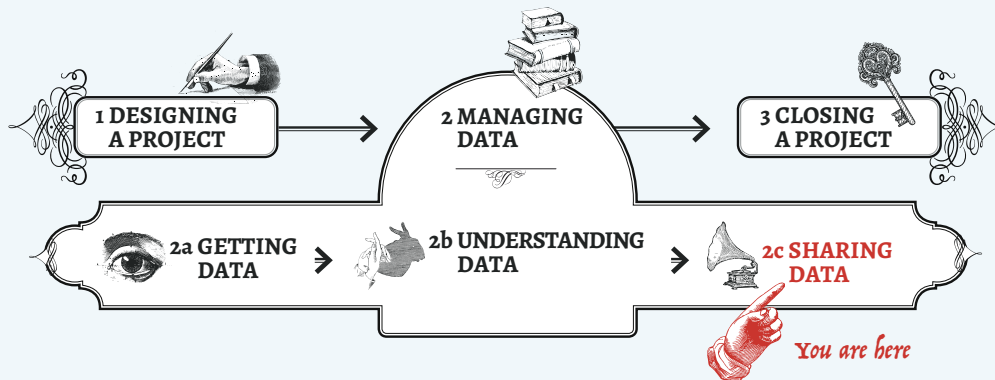 1 DESIGNING
A PROJECT
2 MANAGING
DATA
3 CLOSING
A PROJECT
2a GETTING
DATA
2b UNDERSTANDING
DATA
2c SHARING
DATA
You are here